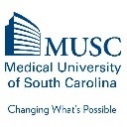 MUSC
Medical University
of South Carolina
Changing What's Possible